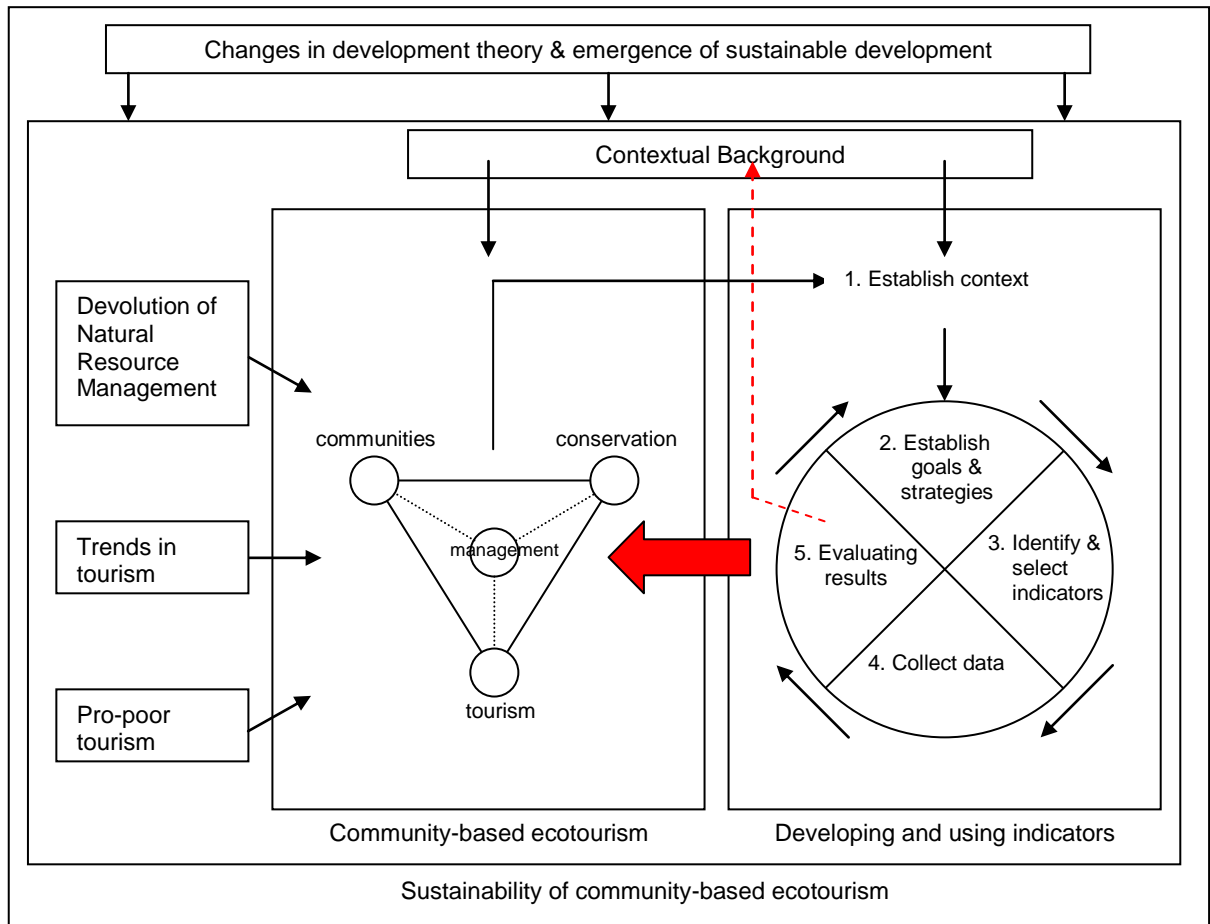 Changes in development theory & emergence of sustainable development
Contextual Background
Devolution of
Natural
Resource
Management
Trends in
tourism
Pro-poor
tourism
communities
conservation
management
tourism
Community-based ecotourism
1. Establish context
2. Establish
goals &
strategies
3. Identify &
select
indicators
4. Collect data
5. Evaluating
results
Developing and using indicators
Sustainability of community-based ecotourism